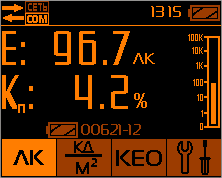 СЕТЬ 1315
COM
E: 96.7 ЛК
Kп: 4.2%
100K
10K
1K
100
10
1
0
00621-12
ЛК КД/М² КЕО